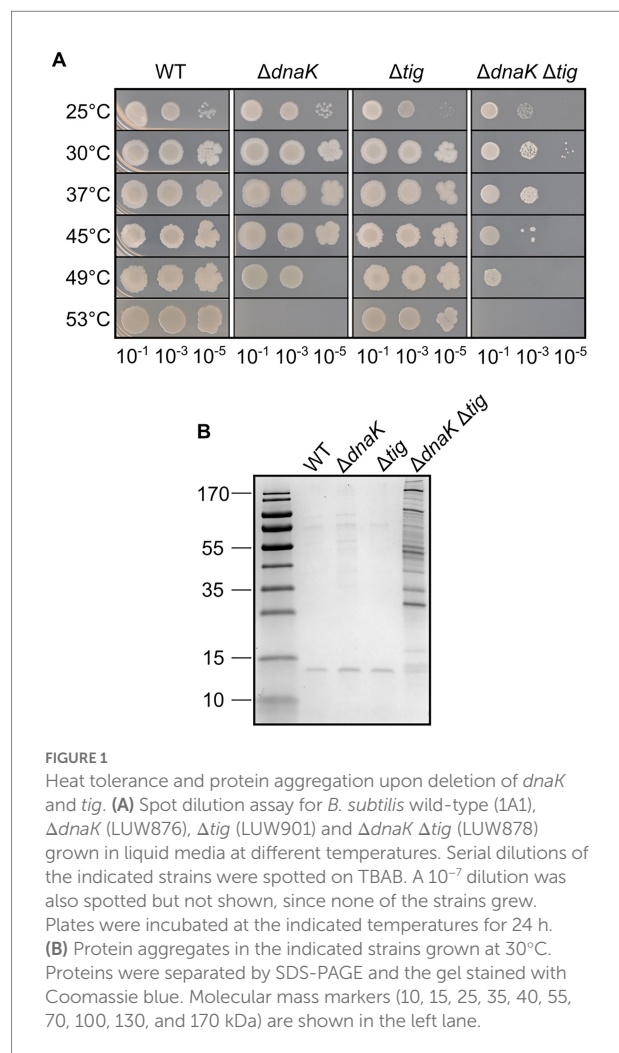 A
WT ΔdnaK Δtig ΔdnaK Δtig
25°C
30°C
37°C
45°C
49°C
53°C
10⁻¹ 10⁻³ 10⁻⁵ 10⁻¹ 10⁻³ 10⁻⁵ 10⁻¹ 10⁻³ 10⁻⁵ 10⁻¹ 10⁻³ 10⁻⁵
B
WT ΔdnaK Δtig ΔdnaK Δtig
170
55
35
15
10
FIGURE 1
Heat tolerance and protein aggregation upon deletion of dnaK
and tig. (A) Spot dilution assay for B. subtilis wild-type (1A1),
ΔdnaK (LUW876), Δtig (LUW901) and ΔdnaK Δtig (LUW878)
grown in liquid media at different temperatures. Serial dilutions of
the indicated strains were spotted on TBAB. A 10⁻⁷ dilution was
also spotted but not shown, since none of the strains grew.
Plates were incubated at the indicated temperatures for 24 h.
(B) Protein aggregates in the indicated strains grown at 30°C.
Proteins were separated by SDS-PAGE and the gel stained with
Coomassie blue. Molecular mass markers (10, 15, 25, 35, 40, 55,
70, 100, 130, and 170 kDa) are shown in the left lane.